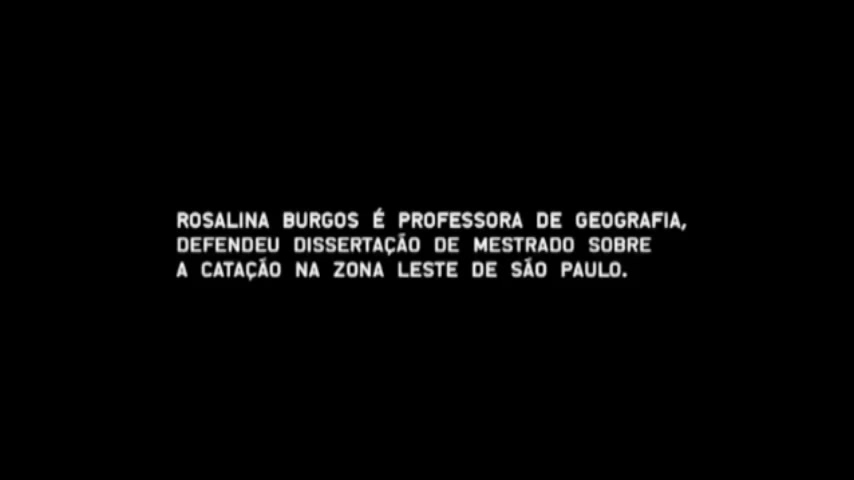 ROSALINA BURGOS É PROFESSORA DE GEOGRAFIA,
DEFENDEU DISSERTAÇÃO DE MESTRADO SOBRE
A CATAÇÃO NA ZONA LESTE DE SÃO PAULO.